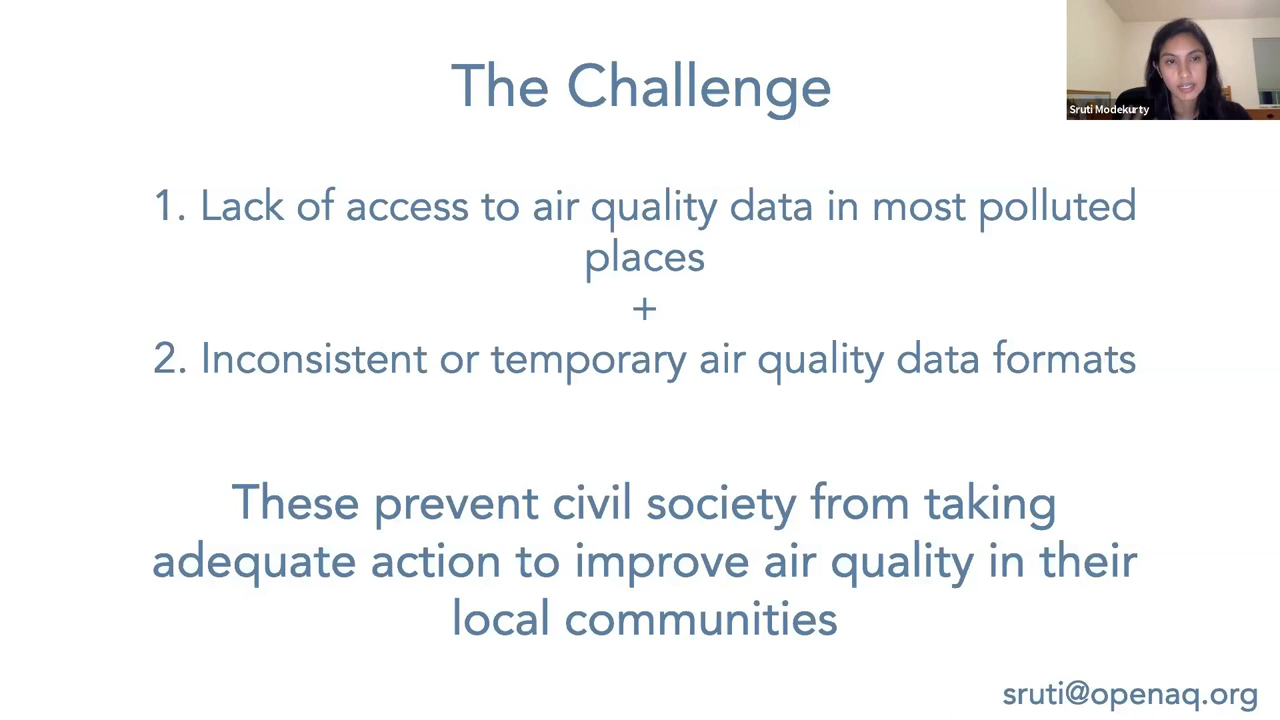 The Challenge
Sruti Modekurty
1. Lack of access to air quality data in most polluted
places
+
2. Inconsistent or temporary air quality data formats
These prevent civil society from taking
adequate action to improve air quality in their
local communities
sruti@openaq.org